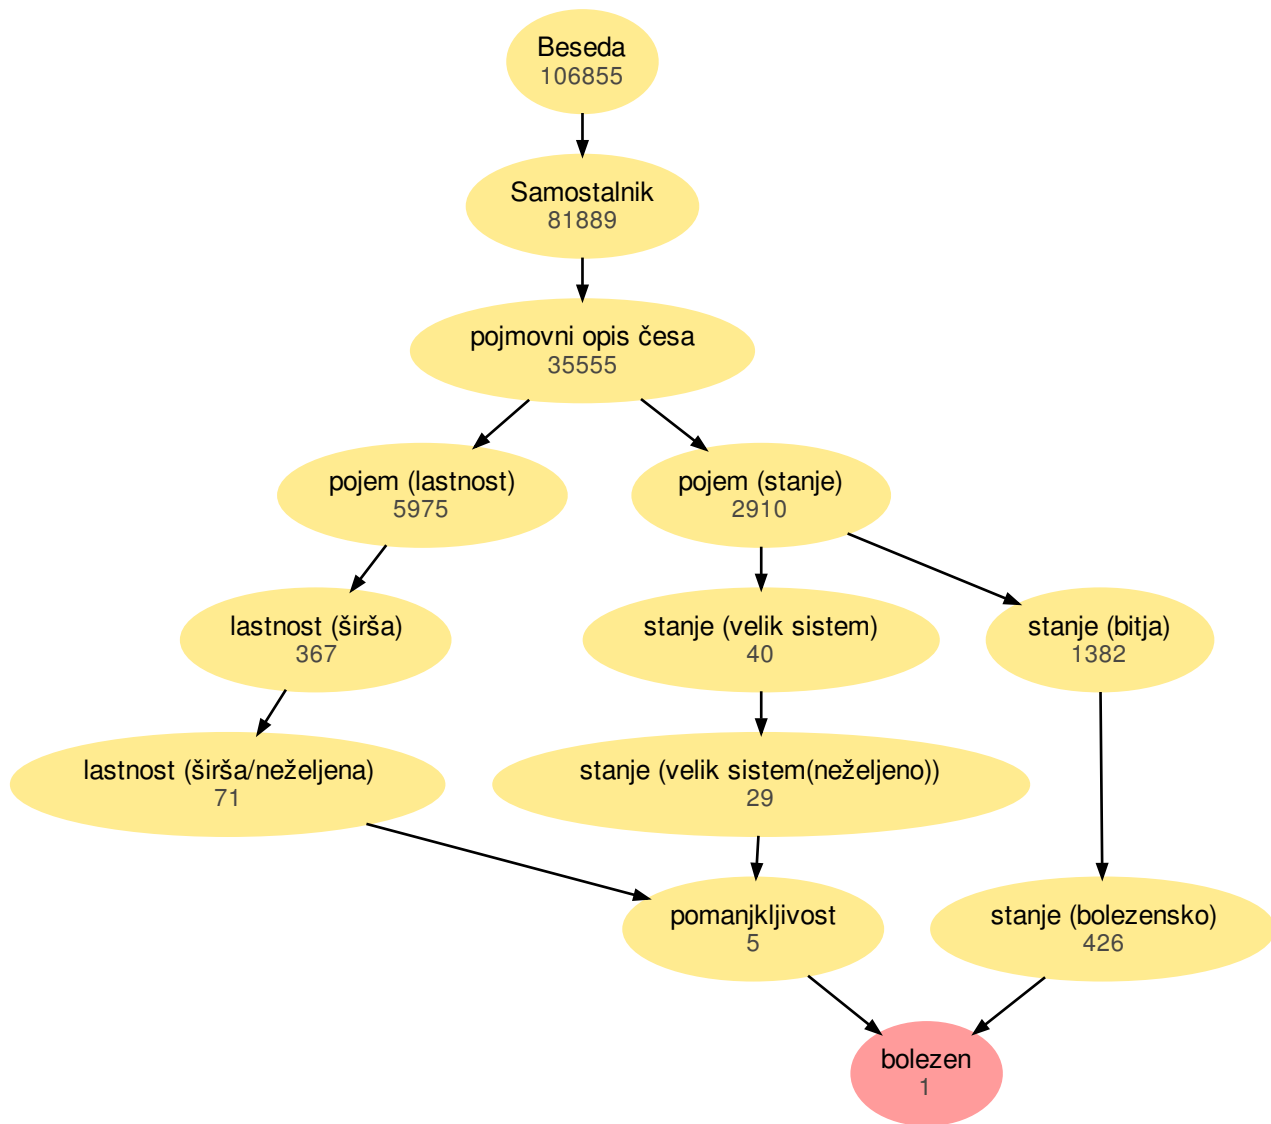 Beseda
106855
Samostalnik
81889
pojmovni opis česa
35555
pojem (lastnost)
5975
pojem (stanje)
2910
lastnost (širša)
367
stanje (velik sistem)
40
stanje (bitja)
1382
lastnost (širša/neželjena)
71
stanje (velik sistem(neželjeno))
29
pomanjkljivost
5
stanje (bolezensko)
426
bolezen
1